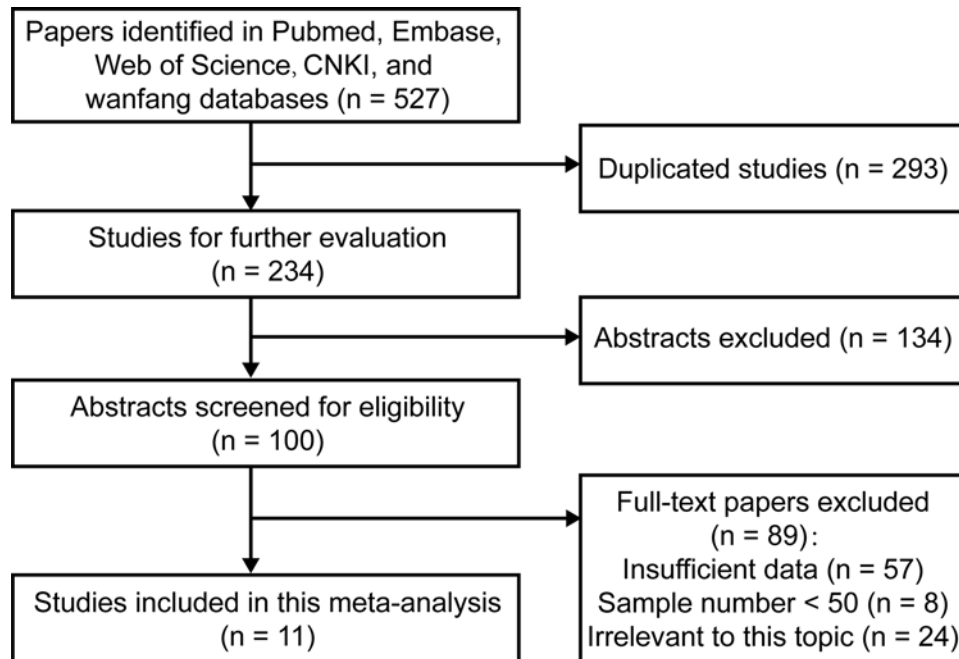 Papers identified in Pubmed, Embase,
Web of Science, CNKI, and
wanfang databases (n = 527)
Duplicated studies (n = 293)
Studies for further evaluation
(n = 234)
Abstracts excluded (n = 134)
Abstracts screened for eligibility
(n = 100)
Full-text papers excluded
(n = 89):
Insufficient data (n = 57)
Sample number < 50 (n = 8)
Irrelevant to this topic (n = 24)
Studies included in this meta-analysis
(n = 11)